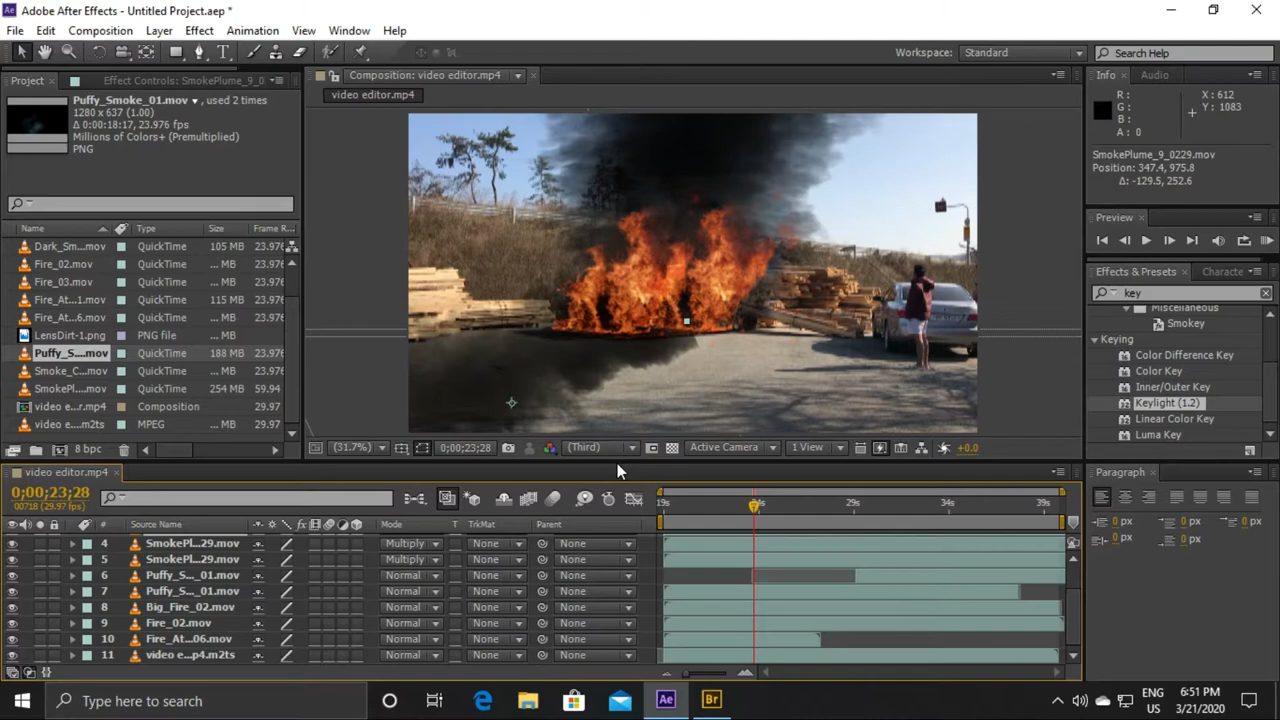 Adobe After Effects - Untitled Project.aep *
File Edit Composition Layer Effect Animation View Window Help
Workspace: Standard Search Help
Project Effect Controls: SmokePlume_9_0
Composition: video editor.mp4
Info Audio
video editor.mp4
Puffy_Smoke_01.mov , used 2 times
1280 x 637 (1.00)
Δ 0:00:18:17, 23.976 fps
Millions of Colors+ (Premultiplied)
PNG
R : X : 612
G : Y : 1083
B :
A : 0
SmokePlume_9_0229.mov
Position: 347.4, 975.8
Δ: -129.5, 252.6
Preview
Name Type Size Frame R...
Dark_Sm...mov QuickTime 105 MB 23.976
Fire_02.mov QuickTime ... MB 23.976
Fire_03.mov QuickTime ... MB 23.976
Fire_At...1.mov QuickTime 115 MB 23.976
Fire_At...6.mov QuickTime ... MB 23.976
LensDirt-1.png PNG file ... MB
Puffy_S....mov QuickTime 188 MB 23.976
Smoke_C...mov QuickTime ... MB 23.976
SmokePl...mov QuickTime 254 MB 59.94
video e...r.mp4 Composition 29.97
video e....m2ts MPEG ... MB 29.97
8 bpc
Effects & Presets Characte
key
Miscellaneous
Smokey
Keying
Color Difference Key
Color Key
Inner/Outer Key
Keylight (1.2)
Linear Color Key
Luma Key
(31.7%) 0;00;23;28 (Third) Active Camera 1 View +0.0
video editor.mp4
Paragraph
0;00;23;28
00718 (29.97 fps)
19s 24s 29s 34s 39s
# Source Name Mode T TrkMat Parent
4 SmokePl...29.mov Multiply None None
5 SmokePl...29.mov Multiply None None
6 Puffy_S..._01.mov Normal None None
7 Puffy_S..._01.mov Normal None None
8 Big_Fire_02.mov Normal None None
9 Fire_02.mov Normal None None
10 Fire_At...06.mov Normal None None
11 video e...p4.m2ts Normal None None
0 px 0 px 0 px
0 px 0 px
Type here to search
Ae Br
ENG
US
6:51 PM
3/21/2020